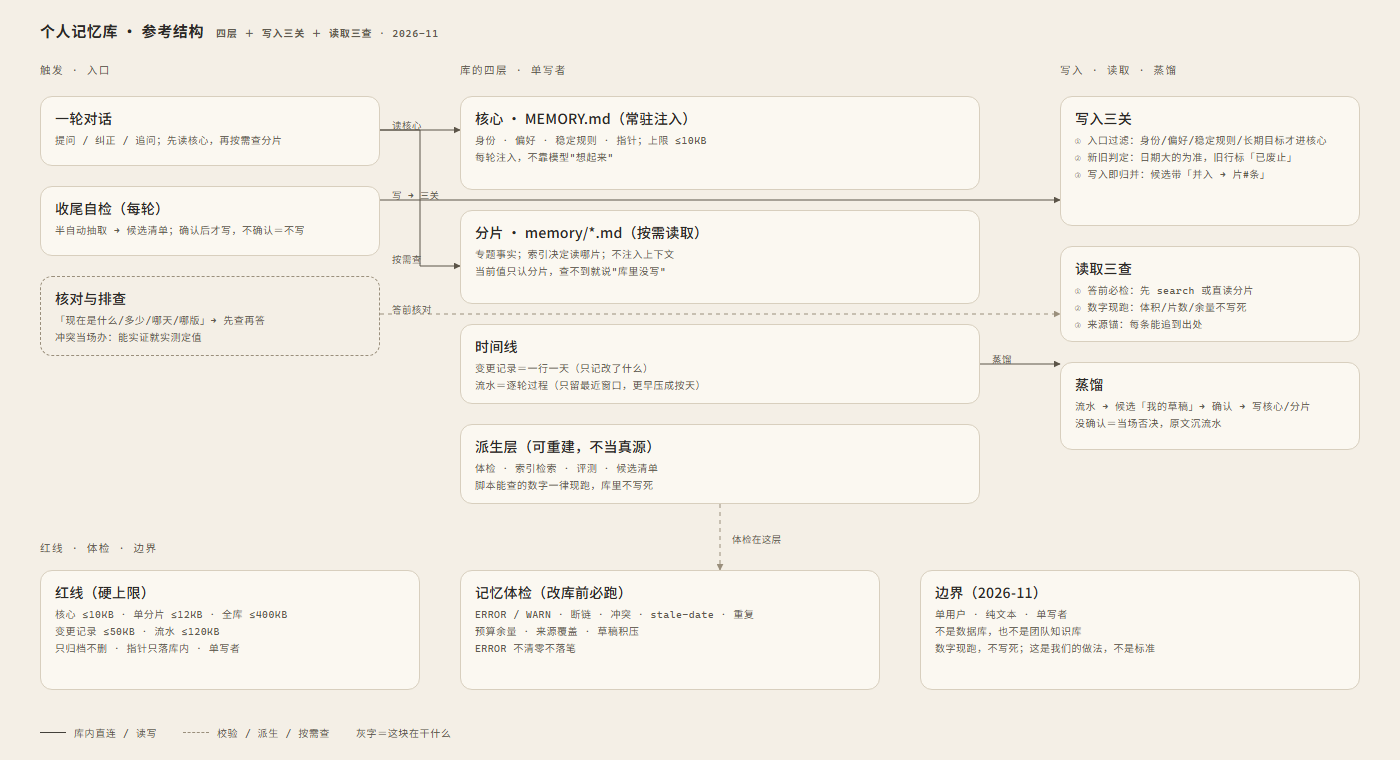 个人记忆库 · 参考结构 四层 + 写入三关 + 读取三查 · 2026-11
触发 · 入口
库的四层 · 单写者
写入 · 读取 · 蒸馏
一轮对话
提问 / 纠正 / 追问；先读核心，再按需查分片
收尾自检（每轮）
半自动抽取 → 候选清单；确认后才写，不确认＝不写
核对与排查
「现在是什么/多少/哪天/哪版」→ 先查再答
冲突当场办：能实证就实测定值
读核心
写 → 三关
按需查
答前核对
核心 · MEMORY.md（常驻注入）
身份 · 偏好 · 稳定规则 · 指针；上限 ≤10KB
每轮注入，不靠模型"想起来"
分片 · memory/*.md（按需读取）
专题事实；索引决定读哪片；不注入上下文
当前值只认分片，查不到就说"库里没写"
时间线
变更记录＝一行一天（只记改了什么）
流水＝逐轮过程（只留最近窗口，更早压成按天）
蒸馏
派生层（可重建，不当真源）
体检 · 索引检索 · 评测 · 候选清单
脚本能查的数字一律现跑，库里不写死
体检在这层
写入三关
① 入口过滤：身份/偏好/稳定规则/长期目标才进核心
② 新旧判定：日期大的为准，旧行标「已废止」
③ 写入即归并：候选带「并入 → 片#条」
读取三查
① 答前必检：先 search 或直读分片
② 数字现跑：体积/片数/余量不写死
③ 来源锚：每条能追到出处
蒸馏
流水 → 候选「我的草稿」→ 确认 → 写核心/分片
没确认＝当场否决，原文沉流水
红线 · 体检 · 边界
红线（硬上限）
核心 ≤10KB · 单分片 ≤12KB · 全库 ≤400KB
变更记录 ≤50KB · 流水 ≤120KB
只归档不删 · 指针只落库内 · 单写者
记忆体检（改库前必跑）
ERROR / WARN · 断链 · 冲突 · stale-date · 重复
预算余量 · 来源覆盖 · 草稿积压
ERROR 不清零不落笔
边界（2026-11）
单用户 · 纯文本 · 单写者
不是数据库，也不是团队知识库
数字现跑，不写死；这是我们的做法，不是标准
库内直连 / 读写
校验 / 派生 / 按需查
灰字＝这块在干什么